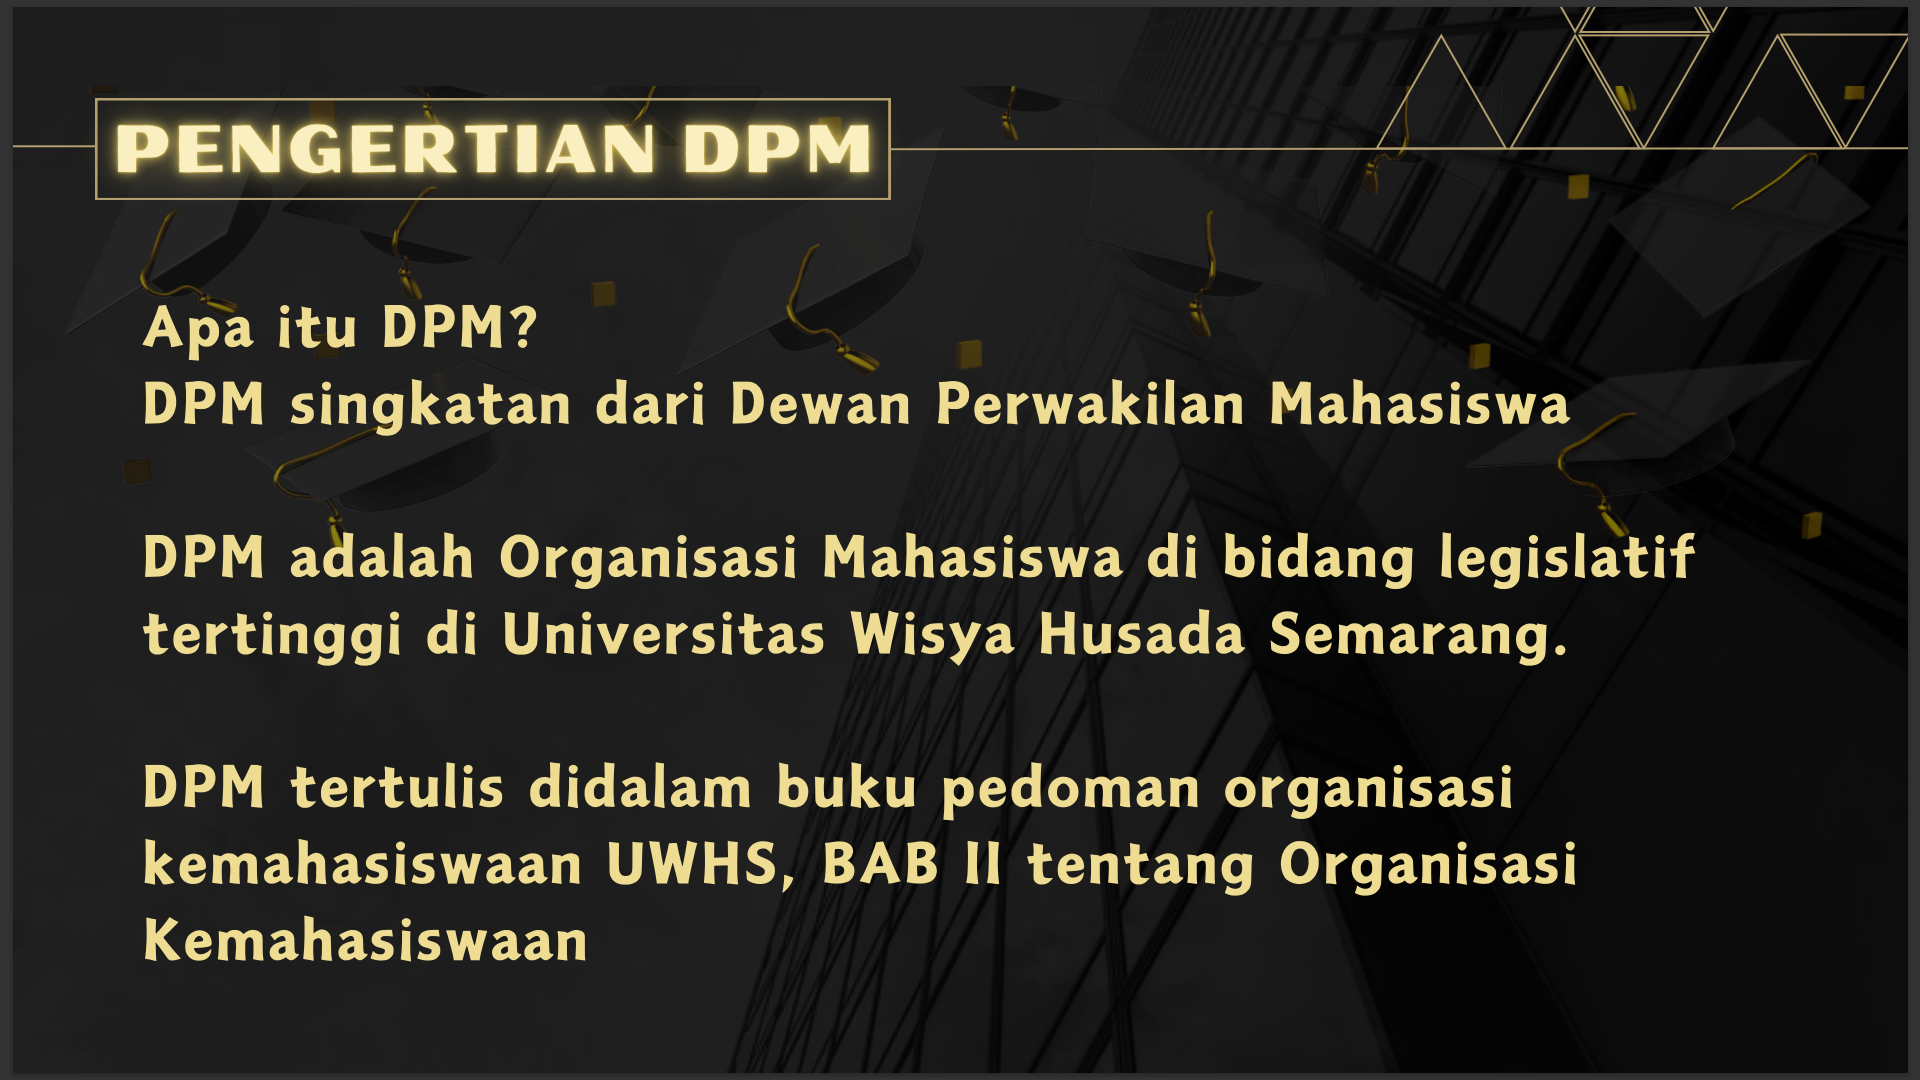 PENGERTIAN DPM
Apa itu DPM?
DPM singkatan dari Dewan Perwakilan Mahasiswa
DPM adalah Organisasi Mahasiswa di bidang legislatif
tertinggi di Universitas Wisya Husada Semarang.
DPM tertulis didalam buku pedoman organisasi
kemahasiswaan UWHS, BAB II tentang Organisasi
Kemahasiswaan